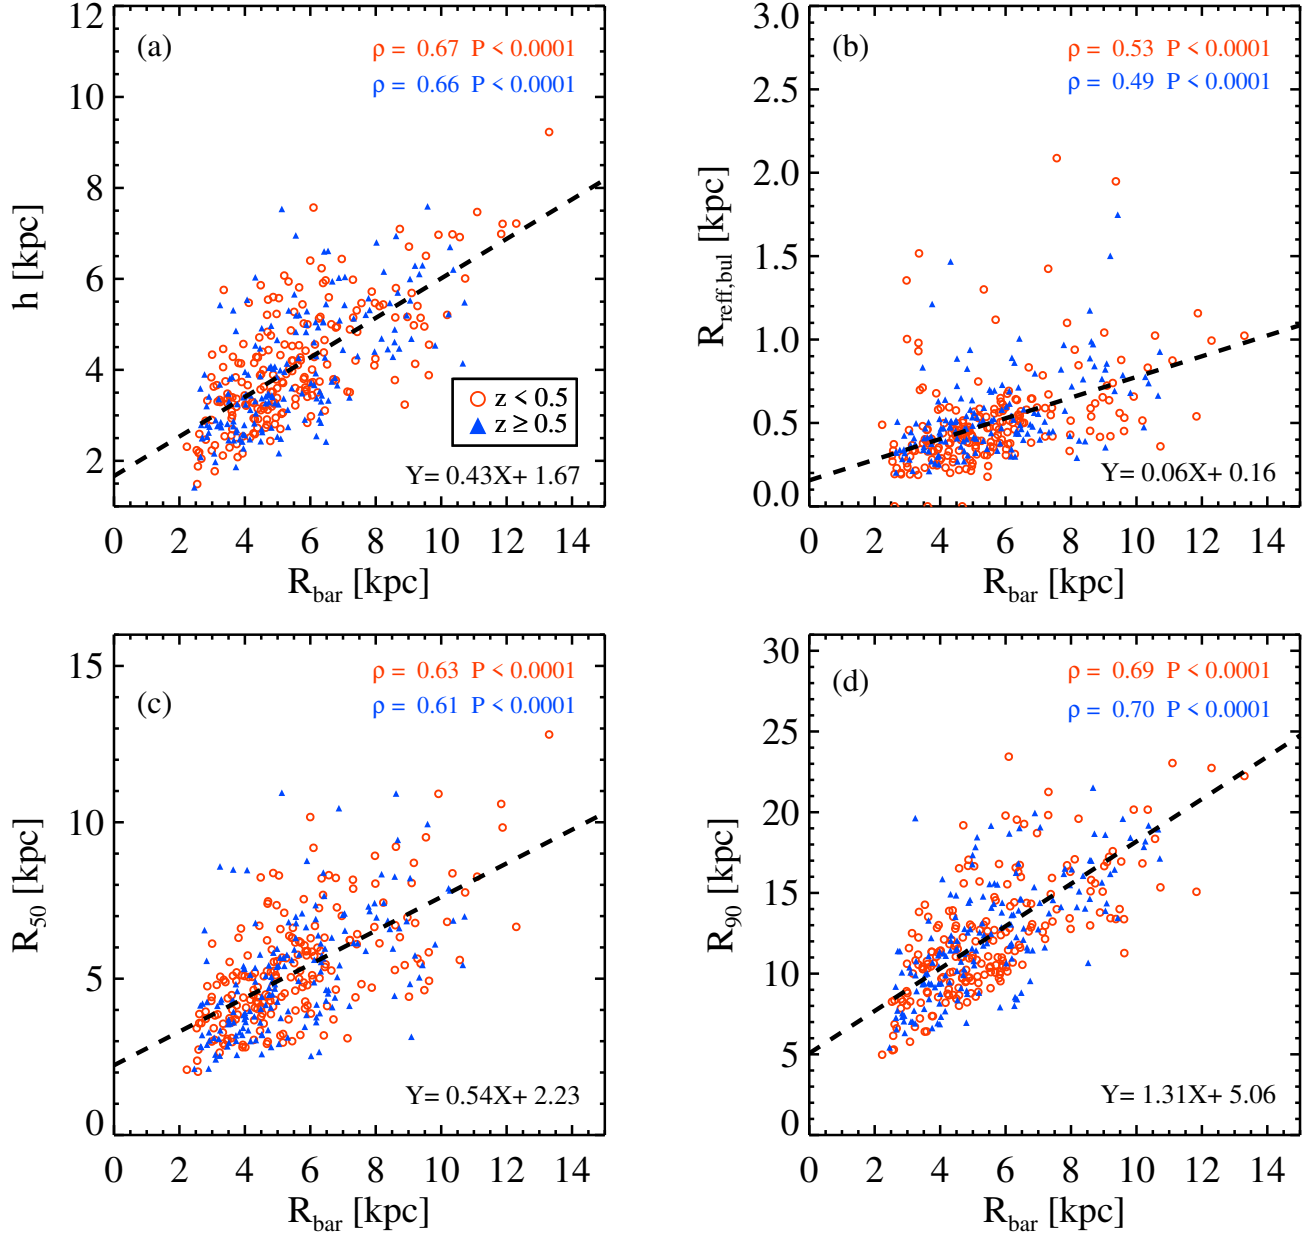 (a)
ρ = 0.67 P < 0.0001
ρ = 0.66 P < 0.0001
12
10
8
6
4
2
h [kpc]
z < 0.5
z ≥ 0.5
Y= 0.43X+ 1.67
0 2 4 6 8 10 12 14
R_bar [kpc]
(b)
ρ = 0.53 P < 0.0001
ρ = 0.49 P < 0.0001
3.0
2.5
2.0
1.5
1.0
0.5
0.0
R_reff,bul [kpc]
Y= 0.06X+ 0.16
0 2 4 6 8 10 12 14
R_bar [kpc]
(c)
ρ = 0.63 P < 0.0001
ρ = 0.61 P < 0.0001
15
10
5
0
R_50 [kpc]
Y= 0.54X+ 2.23
0 2 4 6 8 10 12 14
R_bar [kpc]
(d)
ρ = 0.69 P < 0.0001
ρ = 0.70 P < 0.0001
30
25
20
15
10
5
0
R_90 [kpc]
Y= 1.31X+ 5.06
0 2 4 6 8 10 12 14
R_bar [kpc]